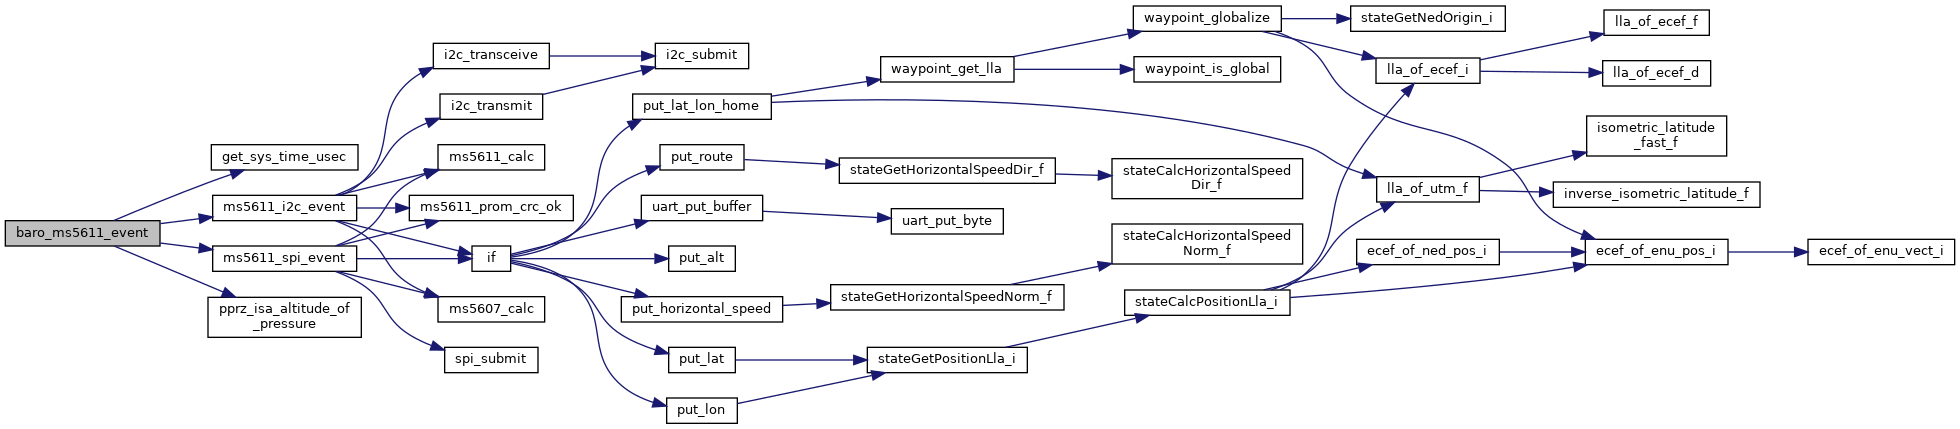 baro_ms5611_event
get_sys_time_usec
ms5611_i2c_event
ms5611_spi_event
pprz_isa_altitude_of
_pressure
i2c_transceive
i2c_transmit
ms5611_calc
ms5611_prom_crc_ok
if
ms5607_calc
spi_submit
i2c_submit
put_lat_lon_home
put_route
uart_put_buffer
put_alt
put_horizontal_speed
put_lat
put_lon
waypoint_get_lla
stateGetHorizontalSpeedDir_f
uart_put_byte
stateGetHorizontalSpeedNorm_f
stateGetPositionLla_i
waypoint_globalize
waypoint_is_global
stateCalcHorizontalSpeed
Dir_f
stateCalcHorizontalSpeed
Norm_f
stateCalcPositionLla_i
stateGetNedOrigin_i
lla_of_ecef_i
lla_of_utm_f
ecef_of_ned_pos_i
lla_of_ecef_f
lla_of_ecef_d
isometric_latitude
_fast_f
inverse_isometric_latitude_f
ecef_of_enu_pos_i
ecef_of_enu_vect_i